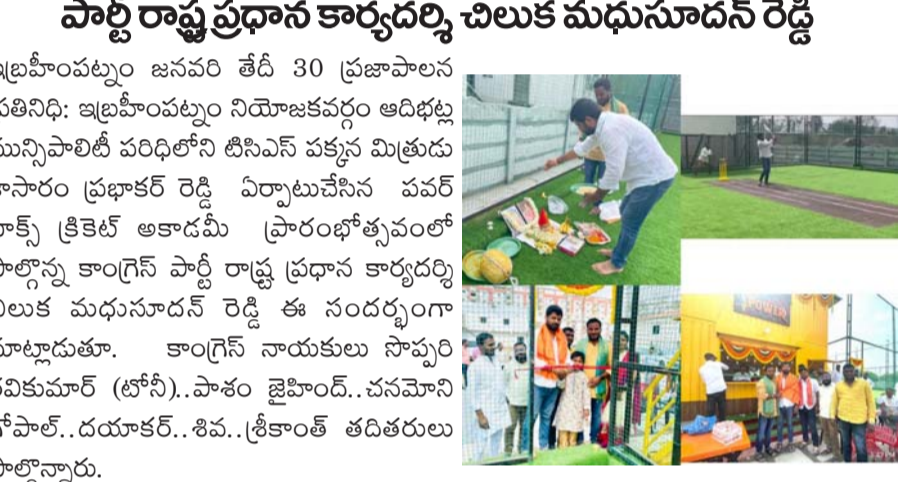 పార్టీ రాష్ట్ర ప్రధాన కార్యదర్శి చిలుక మధుసూదన్ రెడ్డి
ఇబ్రహీంపట్నం జనవరి తేదీ 30 ప్రజాపాలన
ప్రతినిధి: ఇబ్రహీంపట్నం నియోజకవర్గం ఆదిభట్ల
మున్సిపాలిటీ పరిధిలోని టిసిఎస్ పక్కన మిత్రుడు
కాసారం ప్రభాకర్ రెడ్డి ఏర్పాటుచేసిన పవర్
బాక్స్ క్రికెట్ అకాడమీ ప్రారంభోత్సవంలో
పాల్గొన్న కాంగ్రెస్ పార్టీ రాష్ట్ర ప్రధాన కార్యదర్శి
చిలుక మధుసూదన్ రెడ్డి ఈ సందర్భంగా
మాట్లాడుతూ. కాంగ్రెస్ నాయకులు సొప్పరి
రవికుమార్ (టోనీ)..పాశం జైహింద్..చనమోని
గోపాల్..దయాకర్..శివ..శ్రీకాంత్ తదితరులు
పాల్గొన్నారు.
POWER